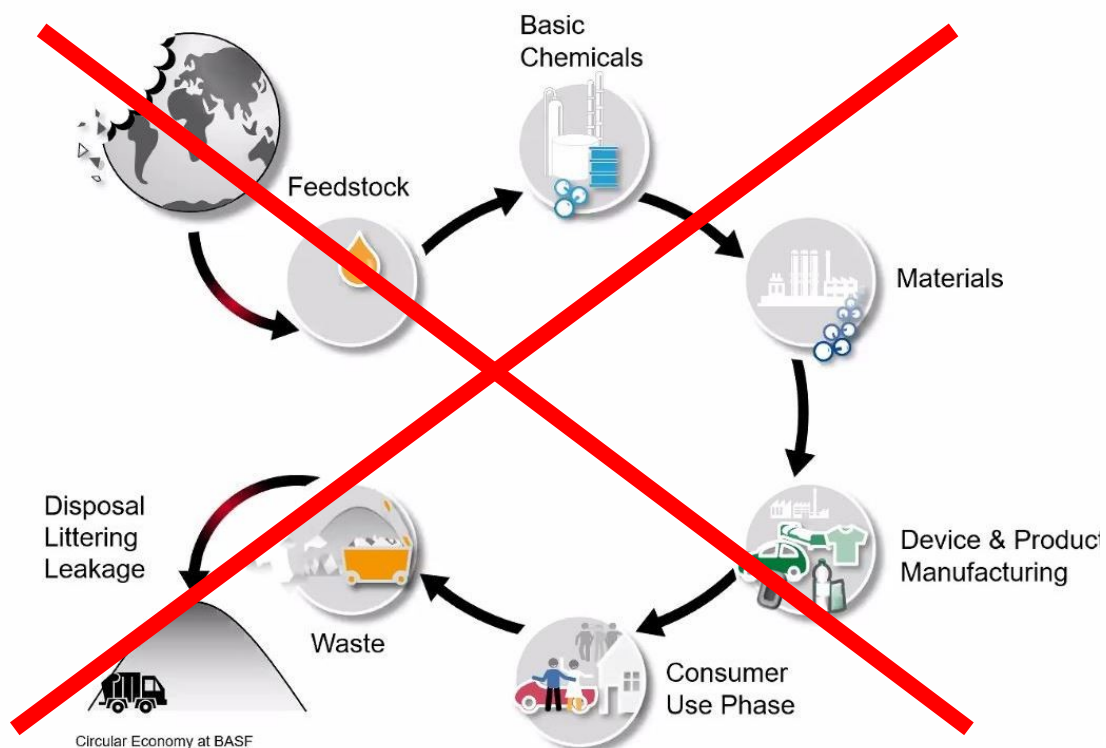 Basic
Chemicals
Feedstock
Materials
Disposal
Littering
Leakage
Device & Product
Manufacturing
Waste
Consumer
Use Phase
Circular Economy at BASF